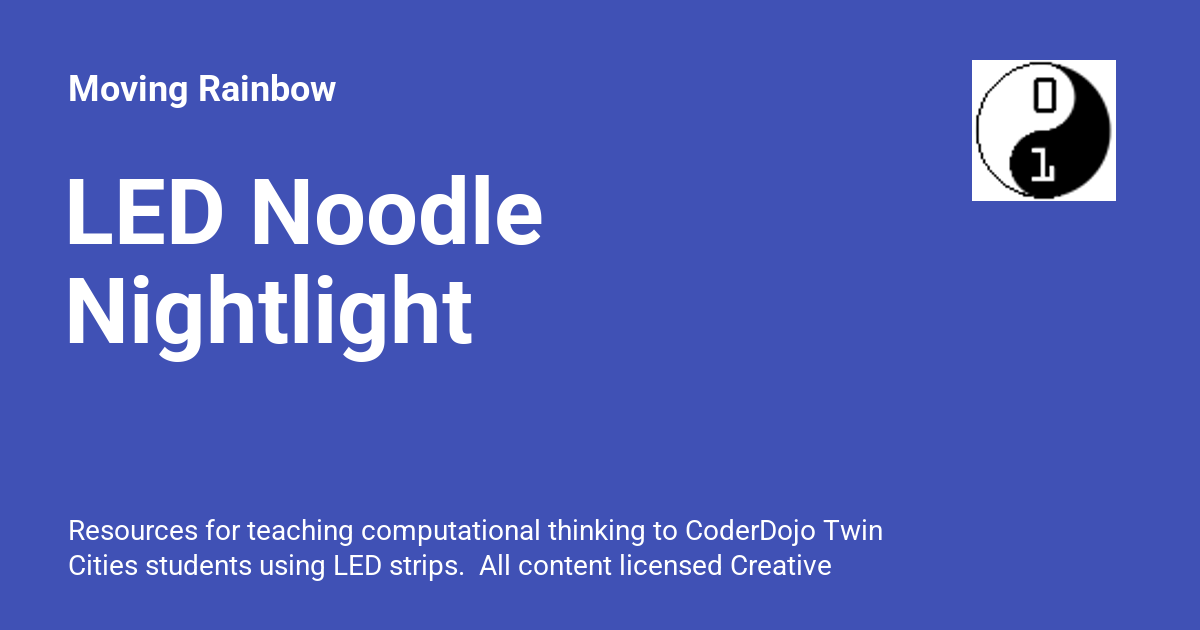 Moving Rainbow
0
1
LED Noodle
Nightlight
Resources for teaching computational thinking to CoderDojo Twin
Cities students using LED strips.  All content licensed Creative